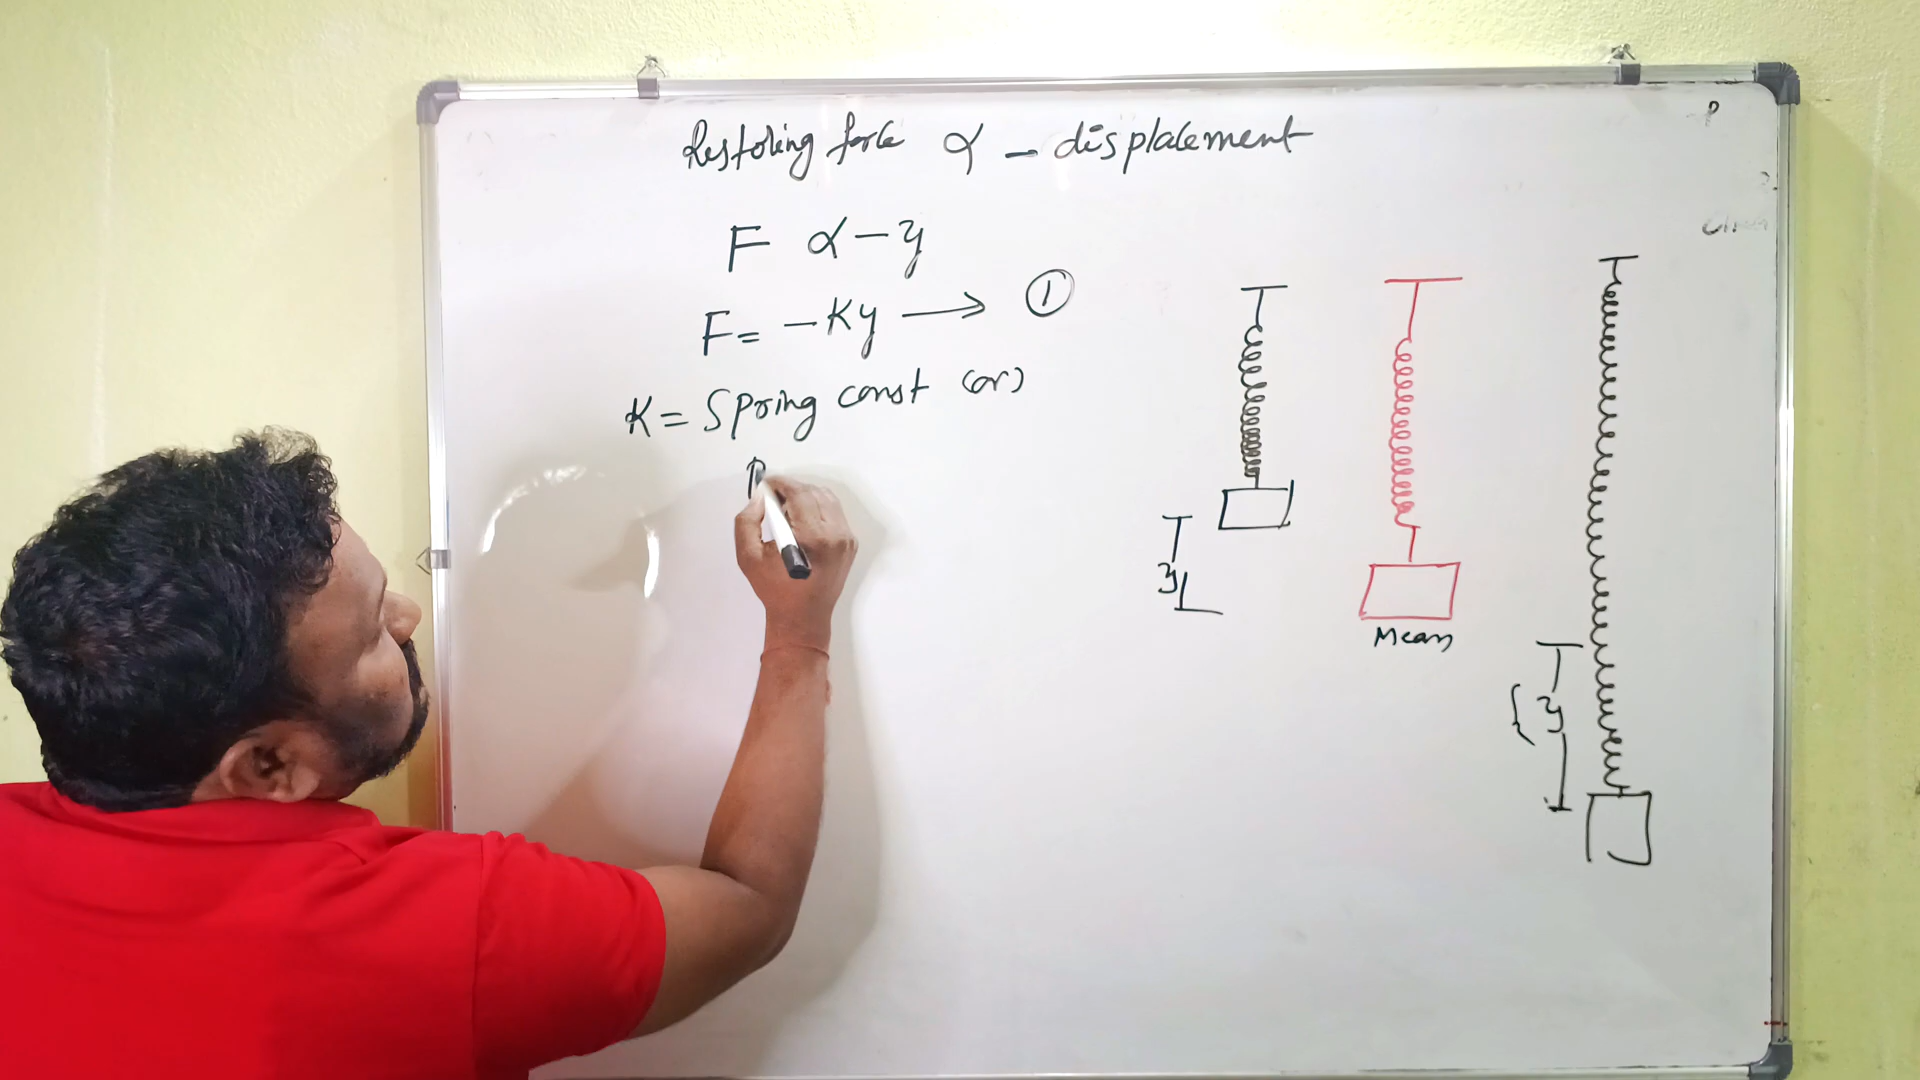 Restoring force α - displacement
F α - y
F = - Ky → ①
K = Spring const (or)
y
Mean
y